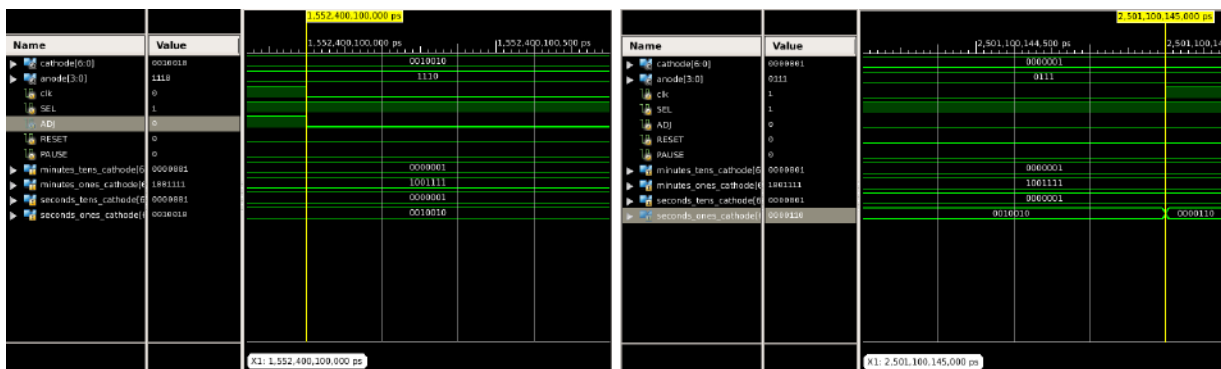 1,552,400,100,000 ps
1,552,400,100,000 ps 1,552,400,100,500 ps
Name Value
cathode[6:0] 0010010 0010010
anode[3:0] 1110 1110
clk 0
SEL 1
ADJ 0
RESET 0
PAUSE 0
minutes_tens_cathode[6 0000001 0000001
minutes_ones_cathode[6 1001111 1001111
seconds_tens_cathode[6 0000001 0000001
seconds_ones_cathode[ 0010010 0010010
X1: 1,552,400,100,000 ps
2,501,100,145,000 ps
2,501,100,144,500 ps 2,501,100,14
Name Value
cathode[6:0] 0000001 0000001
anode[3:0] 0111 0111
clk 1
SEL 1
ADJ 0
RESET 0
PAUSE 0
minutes_tens_cathode[6 0000001 0000001
minutes_ones_cathode[6 1001111 1001111
seconds_tens_cathode[6 0000001 0000001
seconds_ones_cathode[ 0000110 0010010 0000110
X1: 2,501,100,145,000 ps